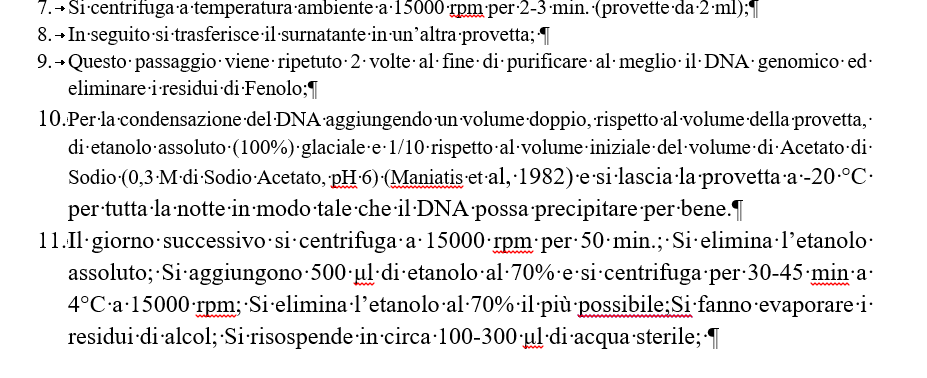 7. Si centrifuga a temperatura ambiente a 15000 rpm per 2-3 min. (provette da 2 ml);
8. In seguito si trasferisce il surnatante in un'altra provetta;
9. Questo passaggio viene ripetuto 2 volte al fine di purificare al meglio il DNA genomico ed
eliminare i residui di Fenolo;
10. Per la condensazione del DNA aggiungendo un volume doppio, rispetto al volume della provetta,
di etanolo assoluto (100%) glaciale e 1/10 rispetto al volume iniziale del volume di Acetato di
Sodio (0,3 M di Sodio Acetato, pH 6) (Maniatis et al, 1982) e si lascia la provetta a -20 °C
per tutta la notte in modo tale che il DNA possa precipitare per bene.
11. Il giorno successivo si centrifuga a 15000 rpm per 50 min.; Si elimina l'etanolo
assoluto; Si aggiungono 500 µl di etanolo al 70% e si centrifuga per 30-45 min a
4°C a 15000 rpm; Si elimina l'etanolo al 70% il più possibile;Si fanno evaporare i
residui di alcol; Si risospende in circa 100-300 µl di acqua sterile;